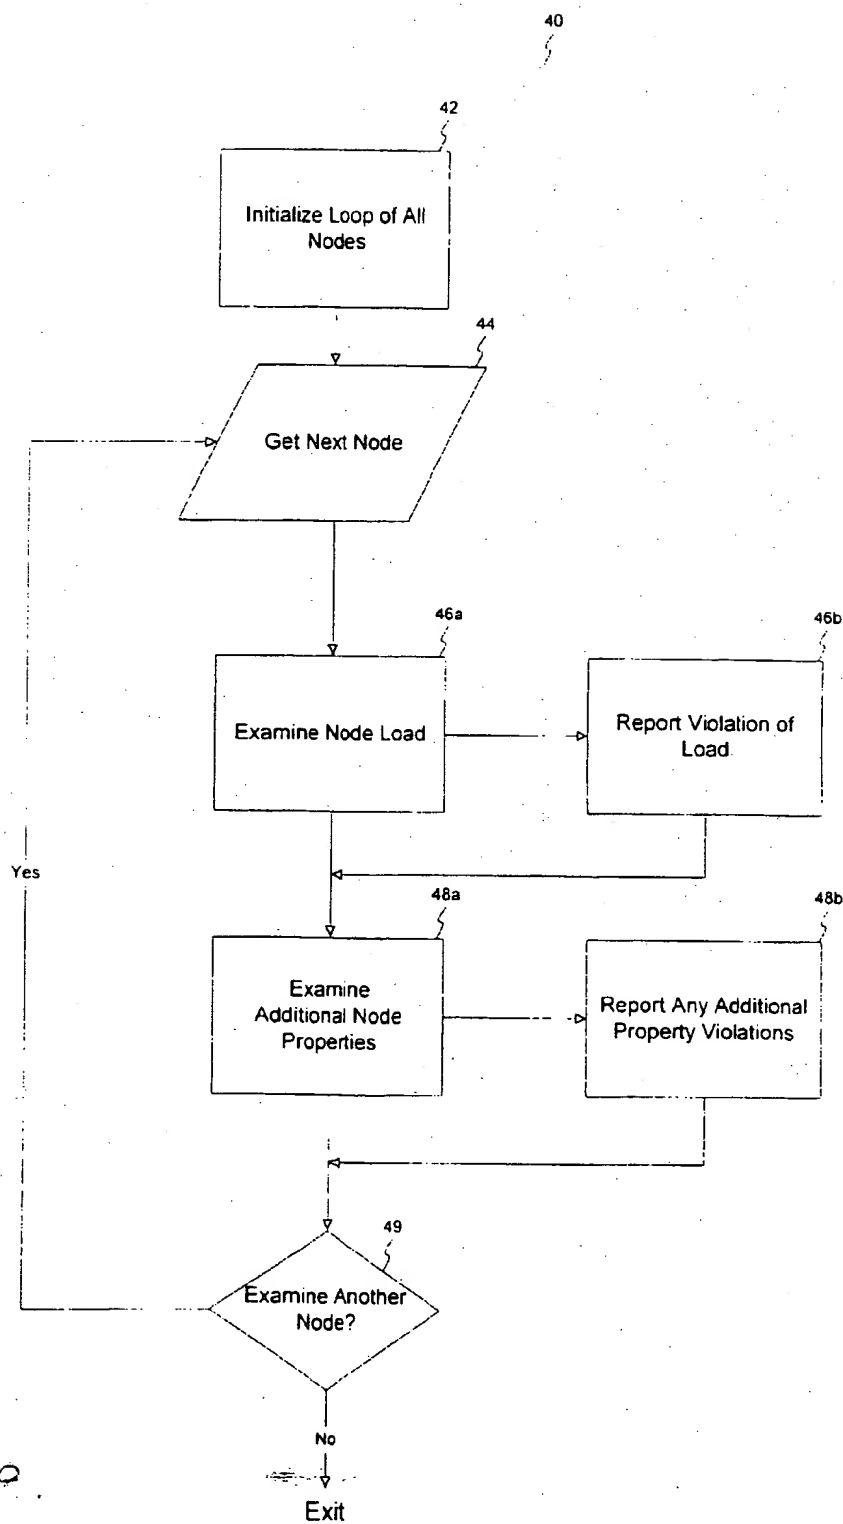 40
42
Initialize Loop of All
Nodes
44
Get Next Node
46a
Examine Node Load
46b
Report Violation of
Load
Yes
48a
Examine
Additional Node
Properties
48b
Report Any Additional
Property Violations
49
Examine Another
Node?
No
Exit